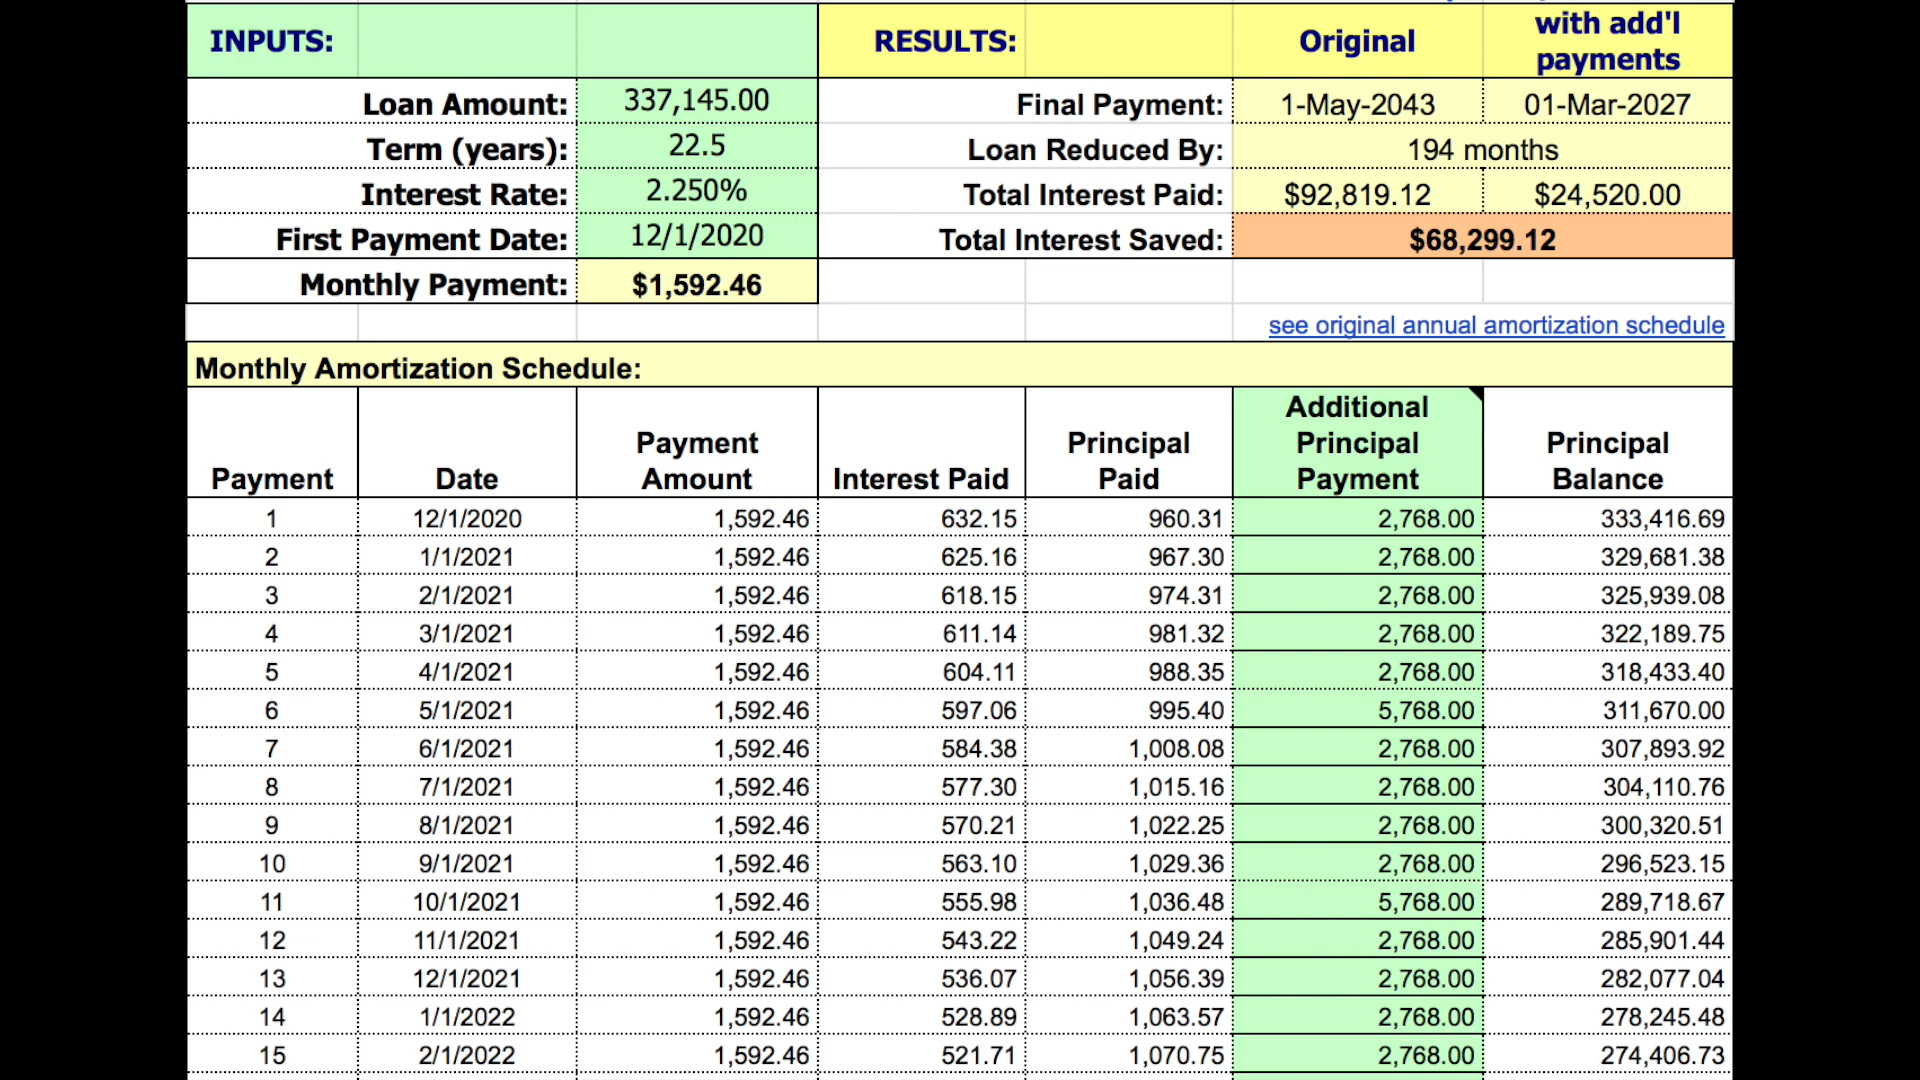 INPUTS: RESULTS: Original with add'l payments
Loan Amount: 337,145.00 Final Payment: 1-May-2043 01-Mar-2027
Term (years): 22.5 Loan Reduced By: 194 months
Interest Rate: 2.250% Total Interest Paid: $92,819.12 $24,520.00
First Payment Date: 12/1/2020 Total Interest Saved: $68,299.12
Monthly Payment: $1,592.46
see original annual amortization schedule
Monthly Amortization Schedule:
Payment Date Payment Amount Interest Paid Principal Paid Additional Principal Payment Principal Balance
1 12/1/2020 1,592.46 632.15 960.31 2,768.00 333,416.69
2 1/1/2021 1,592.46 625.16 967.30 2,768.00 329,681.38
3 2/1/2021 1,592.46 618.15 974.31 2,768.00 325,939.08
4 3/1/2021 1,592.46 611.14 981.32 2,768.00 322,189.75
5 4/1/2021 1,592.46 604.11 988.35 2,768.00 318,433.40
6 5/1/2021 1,592.46 597.06 995.40 5,768.00 311,670.00
7 6/1/2021 1,592.46 584.38 1,008.08 2,768.00 307,893.92
8 7/1/2021 1,592.46 577.30 1,015.16 2,768.00 304,110.76
9 8/1/2021 1,592.46 570.21 1,022.25 2,768.00 300,320.51
10 9/1/2021 1,592.46 563.10 1,029.36 2,768.00 296,523.15
11 10/1/2021 1,592.46 555.98 1,036.48 5,768.00 289,718.67
12 11/1/2021 1,592.46 543.22 1,049.24 2,768.00 285,901.44
13 12/1/2021 1,592.46 536.07 1,056.39 2,768.00 282,077.04
14 1/1/2022 1,592.46 528.89 1,063.57 2,768.00 278,245.48
15 2/1/2022 1,592.46 521.71 1,070.75 2,768.00 274,406.73